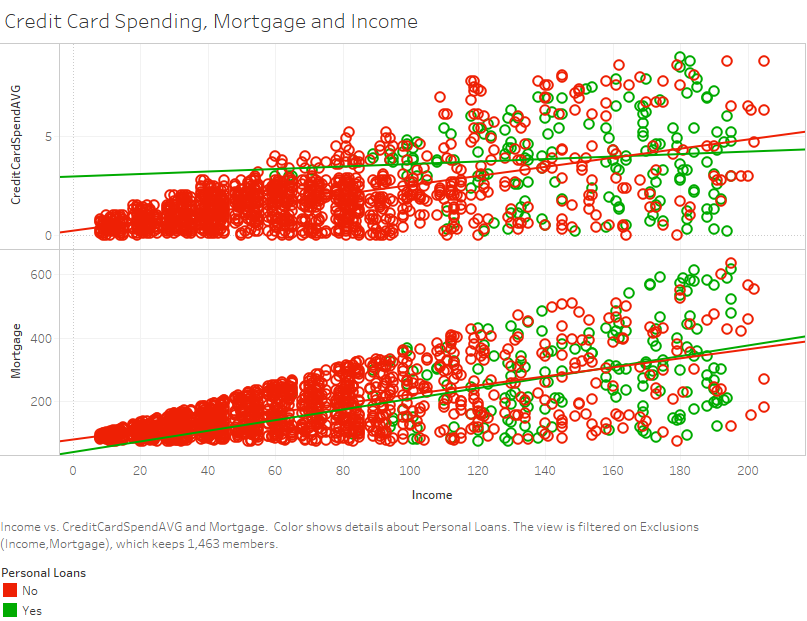 Credit Card Spending, Mortgage and Income
CreditCardSpendAVG
5
0
Mortgage
600
400
200
0 20 40 60 80 100 120 140 160 180 200
Income
Income vs. CreditCardSpendAVG and Mortgage. Color shows details about Personal Loans. The view is filtered on Exclusions
(Income,Mortgage), which keeps 1,463 members.
Personal Loans
No
Yes